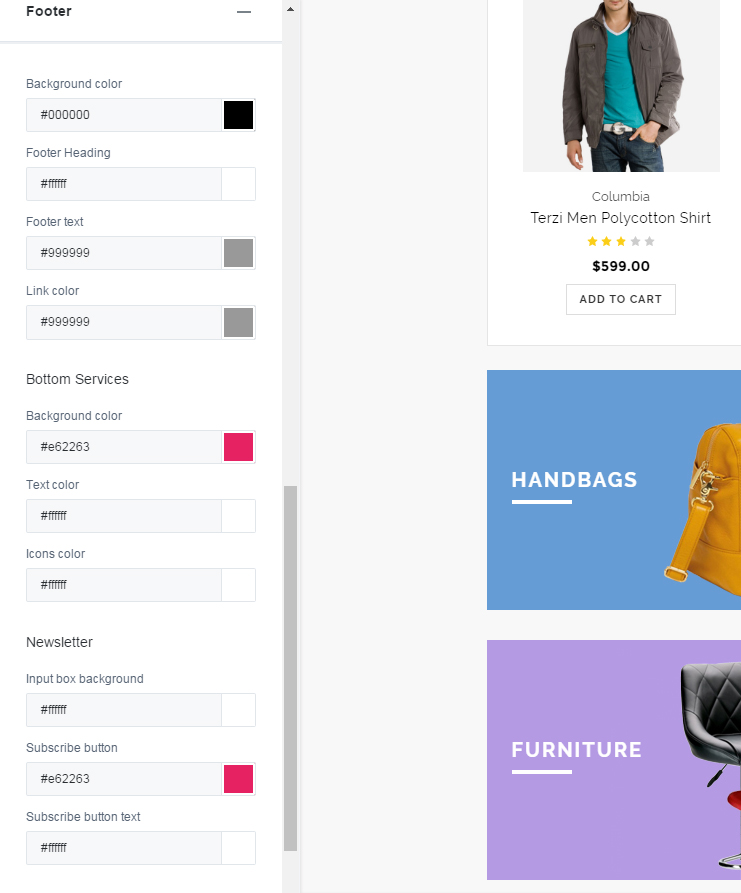 Footer
Background color
#000000
Footer Heading
#ffffff
Footer text
#999999
Link color
#999999
Bottom Services
Background color
#e62263
Text color
#ffffff
Icons color
#ffffff
Newsletter
Input box background
#ffffff
Subscribe button
#e62263
Subscribe button text
#ffffff
Columbia
Terzi Men Polycotton Shirt
$599.00
ADD TO CART
HANDBAGS
FURNITURE